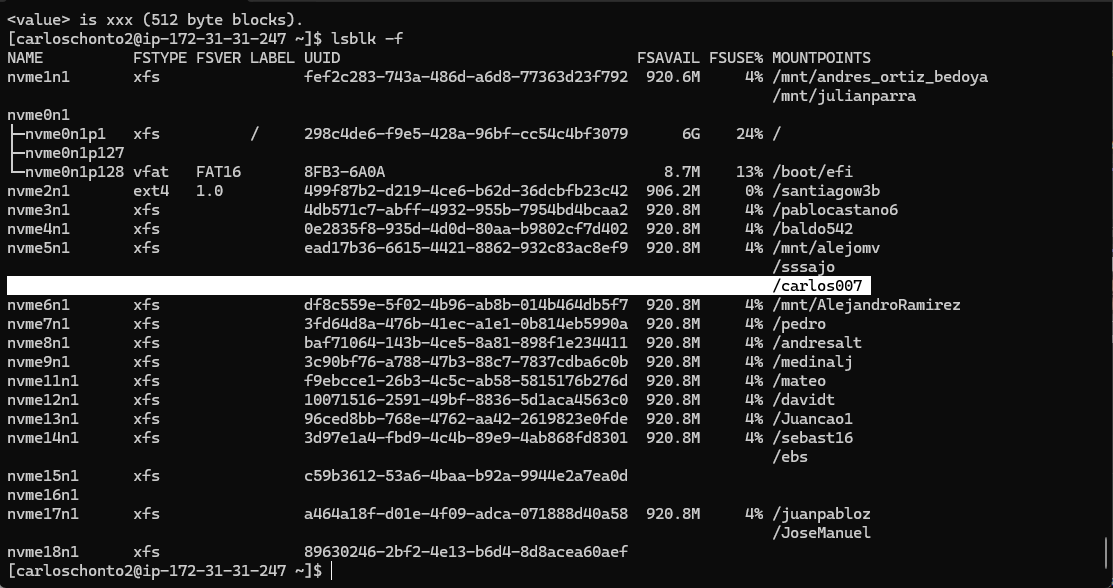 <value> is xxx (512 byte blocks).
[carloschonto2@ip-172-31-31-247 ~]$ lsblk -f
NAME FSTYPE FSVER LABEL UUID FSAVAIL FSUSE% MOUNTPOINTS
nvme1n1 xfs fef2c283-743a-486d-a6d8-77363d23f792 920.6M 4% /mnt/andres_ortiz_bedoya
/mnt/julianparra
nvme0n1
├─nvme0n1p1 xfs / 298c4de6-f9e5-428a-96bf-cc54c4bf3079 6G 24% /
├─nvme0n1p127
└─nvme0n1p128 vfat FAT16 8FB3-6A0A 8.7M 13% /boot/efi
nvme2n1 ext4 1.0 499f87b2-d219-4ce6-b62d-36dcbfb23c42 906.2M 0% /santiagow3b
nvme3n1 xfs 4db571c7-abff-4932-955b-7954bd4bcaa2 920.8M 4% /pablocastano6
nvme4n1 xfs 0e2835f8-935d-4d0d-80aa-b9802cf7d402 920.8M 4% /baldo542
nvme5n1 xfs ead17b36-6615-4421-8862-932c83ac8ef9 920.8M 4% /mnt/alejomv
/sssajo
/carlos007
nvme6n1 xfs df8c559e-5f02-4b96-ab8b-014b464db5f7 920.8M 4% /mnt/AlejandroRamirez
nvme7n1 xfs 3fd64d8a-476b-41ec-a1e1-0b814eb5990a 920.8M 4% /pedro
nvme8n1 xfs baf71064-143b-4ce5-8a81-898f1e234411 920.8M 4% /andresalt
nvme9n1 xfs 3c90bf76-a788-47b3-88c7-7837cdba6c0b 920.8M 4% /medinalj
nvme11n1 xfs f9ebcce1-26b3-4c5c-ab58-5815176b276d 920.8M 4% /mateo
nvme12n1 xfs 10071516-2591-49bf-8836-5d1aca4563c0 920.8M 4% /davidt
nvme13n1 xfs 96ced8bb-768e-4762-aa42-2619823e0fde 920.8M 4% /Juancao1
nvme14n1 xfs 3d97e1a4-fbd9-4c4b-89e9-4ab868fd8301 920.8M 4% /sebast16
/ebs
nvme15n1 xfs c59b3612-53a6-4baa-b92a-9944e2a7ea0d
nvme16n1
nvme17n1 xfs a464a18f-d01e-4f09-adca-071888d40a58 920.8M 4% /juanpabloz
/JoseManuel
nvme18n1 xfs 89630246-2bf2-4e13-b6d4-8d8acea60aef
[carloschonto2@ip-172-31-31-247 ~]$